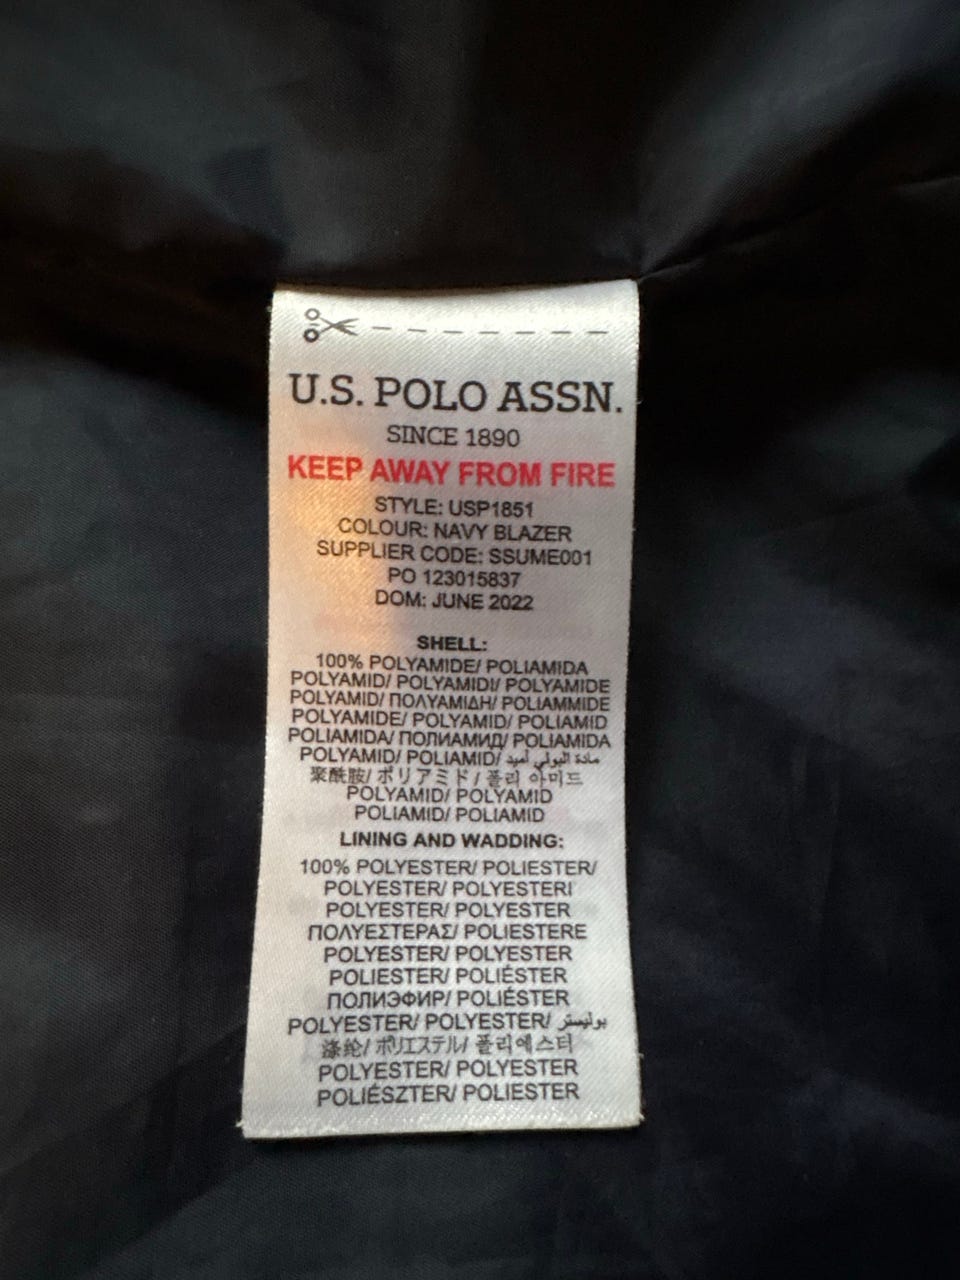 U.S. POLO ASSN.
SINCE 1890
KEEP AWAY FROM FIRE
STYLE: USP1851
COLOUR: NAVY BLAZER
SUPPLIER CODE: SSUME001
PO 123015837
DOM: JUNE 2022
SHELL:
100% POLYAMIDE/ POLIAMIDA
POLYAMID/ POLYAMIDI/ POLYAMIDE
POLYAMID/ ΠΟΛΥΑΜΙΔΗ/ POLIAMMIDE
POLYAMIDE/ POLYAMID/ POLIAMID
POLIAMIDA/ ПОЛИАМИД/ POLIAMIDA
POLYAMID/ POLIAMID/ مادة البولي أميد
聚酰胺/ ポリアミド/ 폴리 아미드
POLYAMID/ POLYAMID
POLIAMID/ POLIAMID
LINING AND WADDING:
100% POLYESTER/ POLIESTER/
POLYESTER/ POLYESTERI
POLYESTER/ POLYESTER
ΠΟΛΥΕΣΤΕΡΑΣ/ POLIESTERE
POLYESTER/ POLYESTER
POLIESTER/ POLIÉSTER
ПОЛИЭФИР/ POLIÉSTER
POLYESTER/ POLYESTER/ بوليستر
涤纶/ ポリエステル/ 폴리에스터
POLYESTER/ POLYESTER
POLIÉSZTER/ POLIESTER